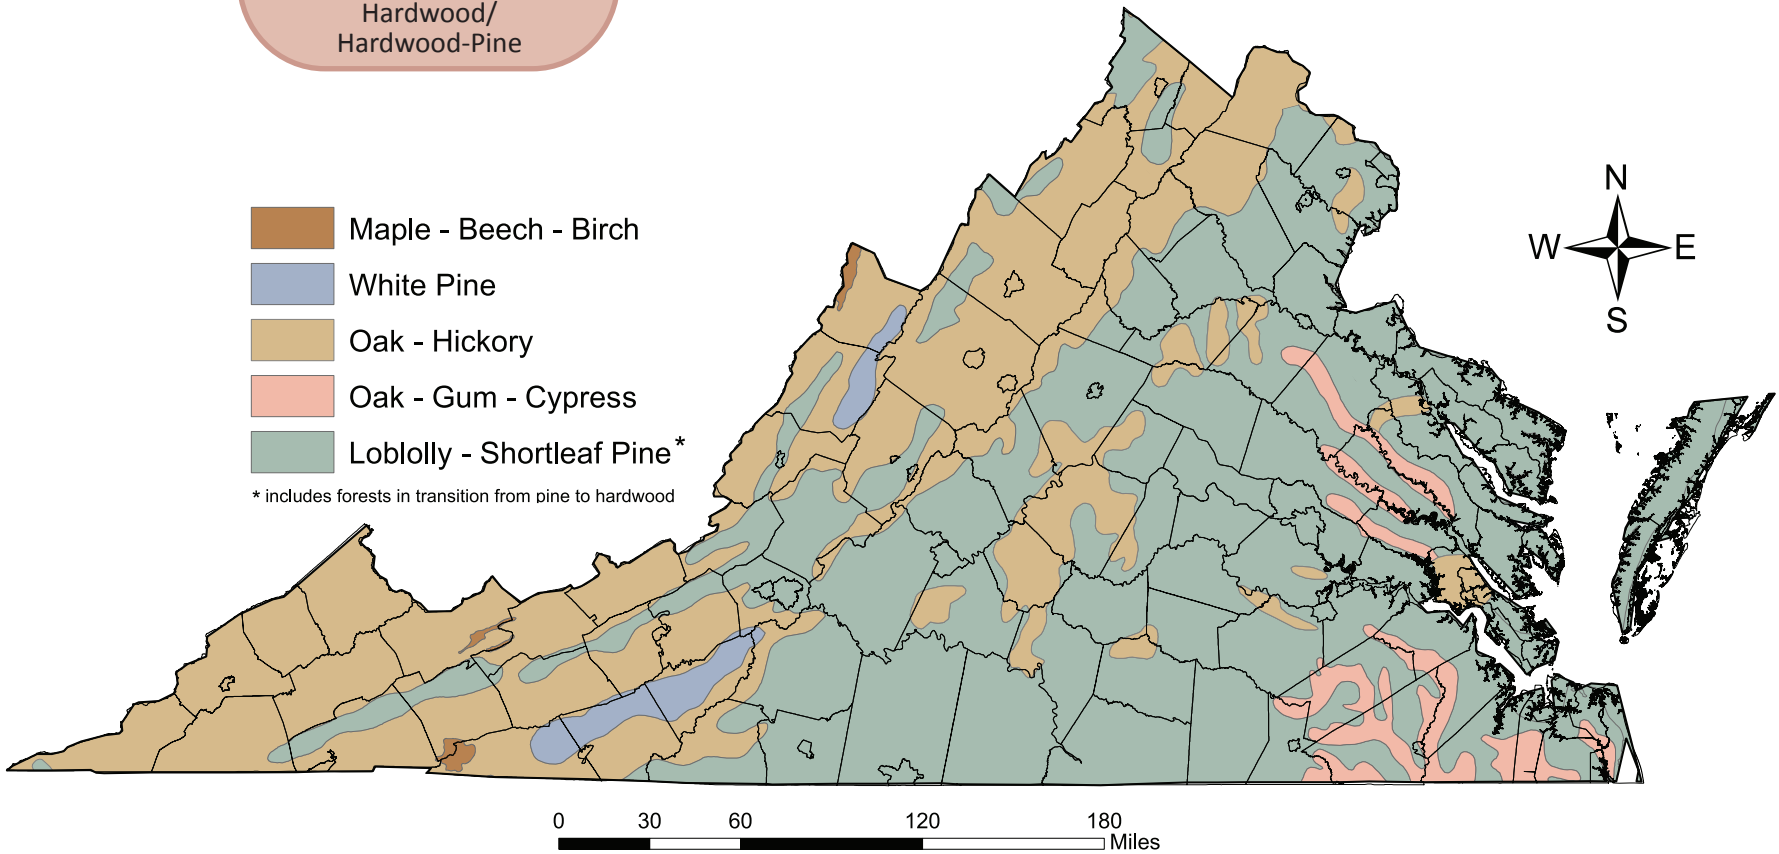 Hardwood/
Hardwood-Pine
Maple - Beech - Birch
White Pine
Oak - Hickory
Oak - Gum - Cypress
Loblolly - Shortleaf Pine*
* includes forests in transition from pine to hardwood
N
W E
S
0 30 60 120 180
Miles